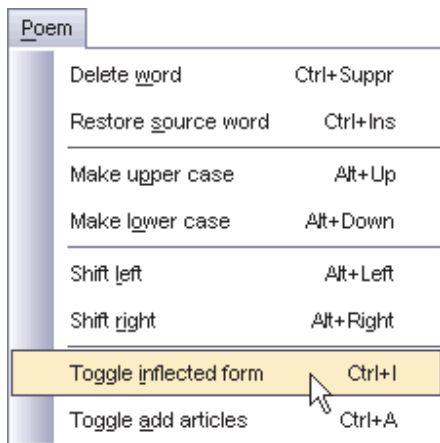 Poem
Delete word Ctrl+Suppr
Restore source word Ctrl+Ins
Make upper case Alt+Up
Make lower case Alt+Down
Shift left Alt+Left
Shift right Alt+Right
Toggle inflected form Ctrl+I
Toggle add articles Ctrl+A